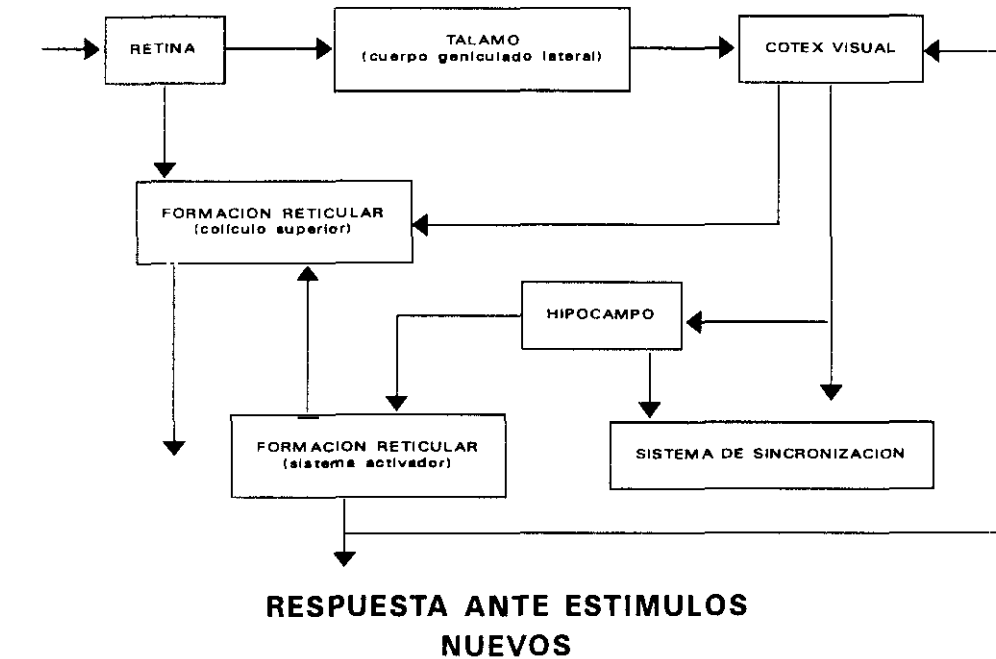 RETINA
TALAMO
(cuerpo geniculado lateral)
COTEX VISUAL
FORMACION RETICULAR
(colículo superior)
HIPOCAMPO
FORMACION RETICULAR
(sistema activador)
SISTEMA DE SINCRONIZACION
RESPUESTA ANTE ESTIMULOS
NUEVOS